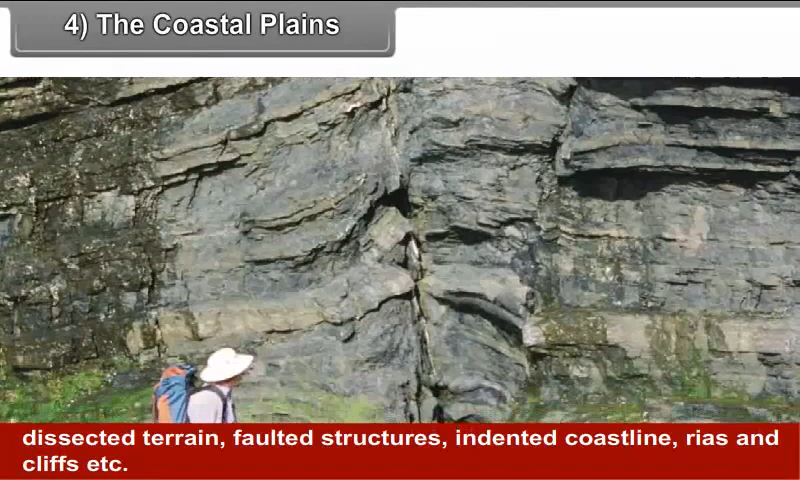 4) The Coastal Plains
dissected terrain, faulted structures, indented coastline, rias and
cliffs etc.